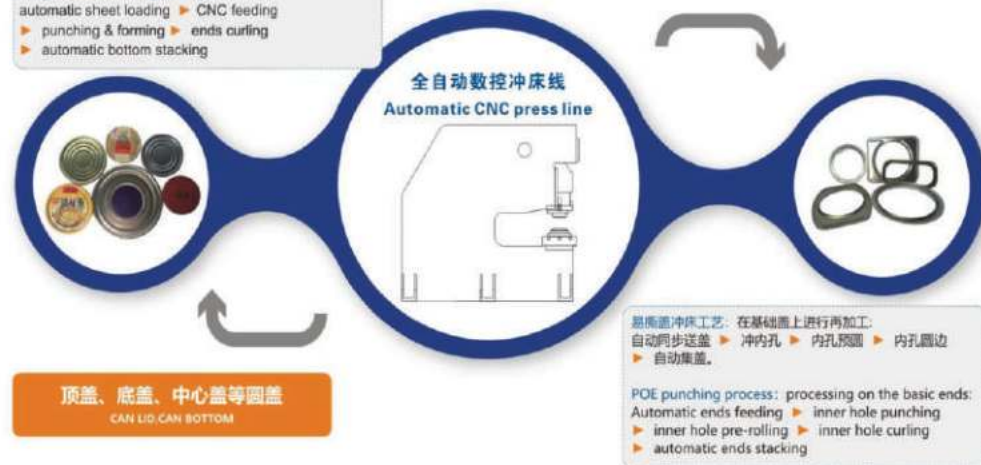 automatic sheet loading ▶ CNC feeding
▶ punching & forming ▶ ends curling
▶ automatic bottom stacking
全自动数控冲床线
Automatic CNC press line
易撕盖冲床工艺：在基础盖上进行再加工:
自动同步送盖 ▶ 冲内孔 ▶ 内孔预圆 ▶ 内孔圆边
▶ 自动集盖。
POE punching process: processing on the basic ends:
Automatic ends feeding ▶ inner hole punching
▶ inner hole pre-rolling ▶ inner hole curling
▶ automatic ends stacking
顶盖、底盖、中心盖等圆盖
CAN LID,CAN BOTTOM